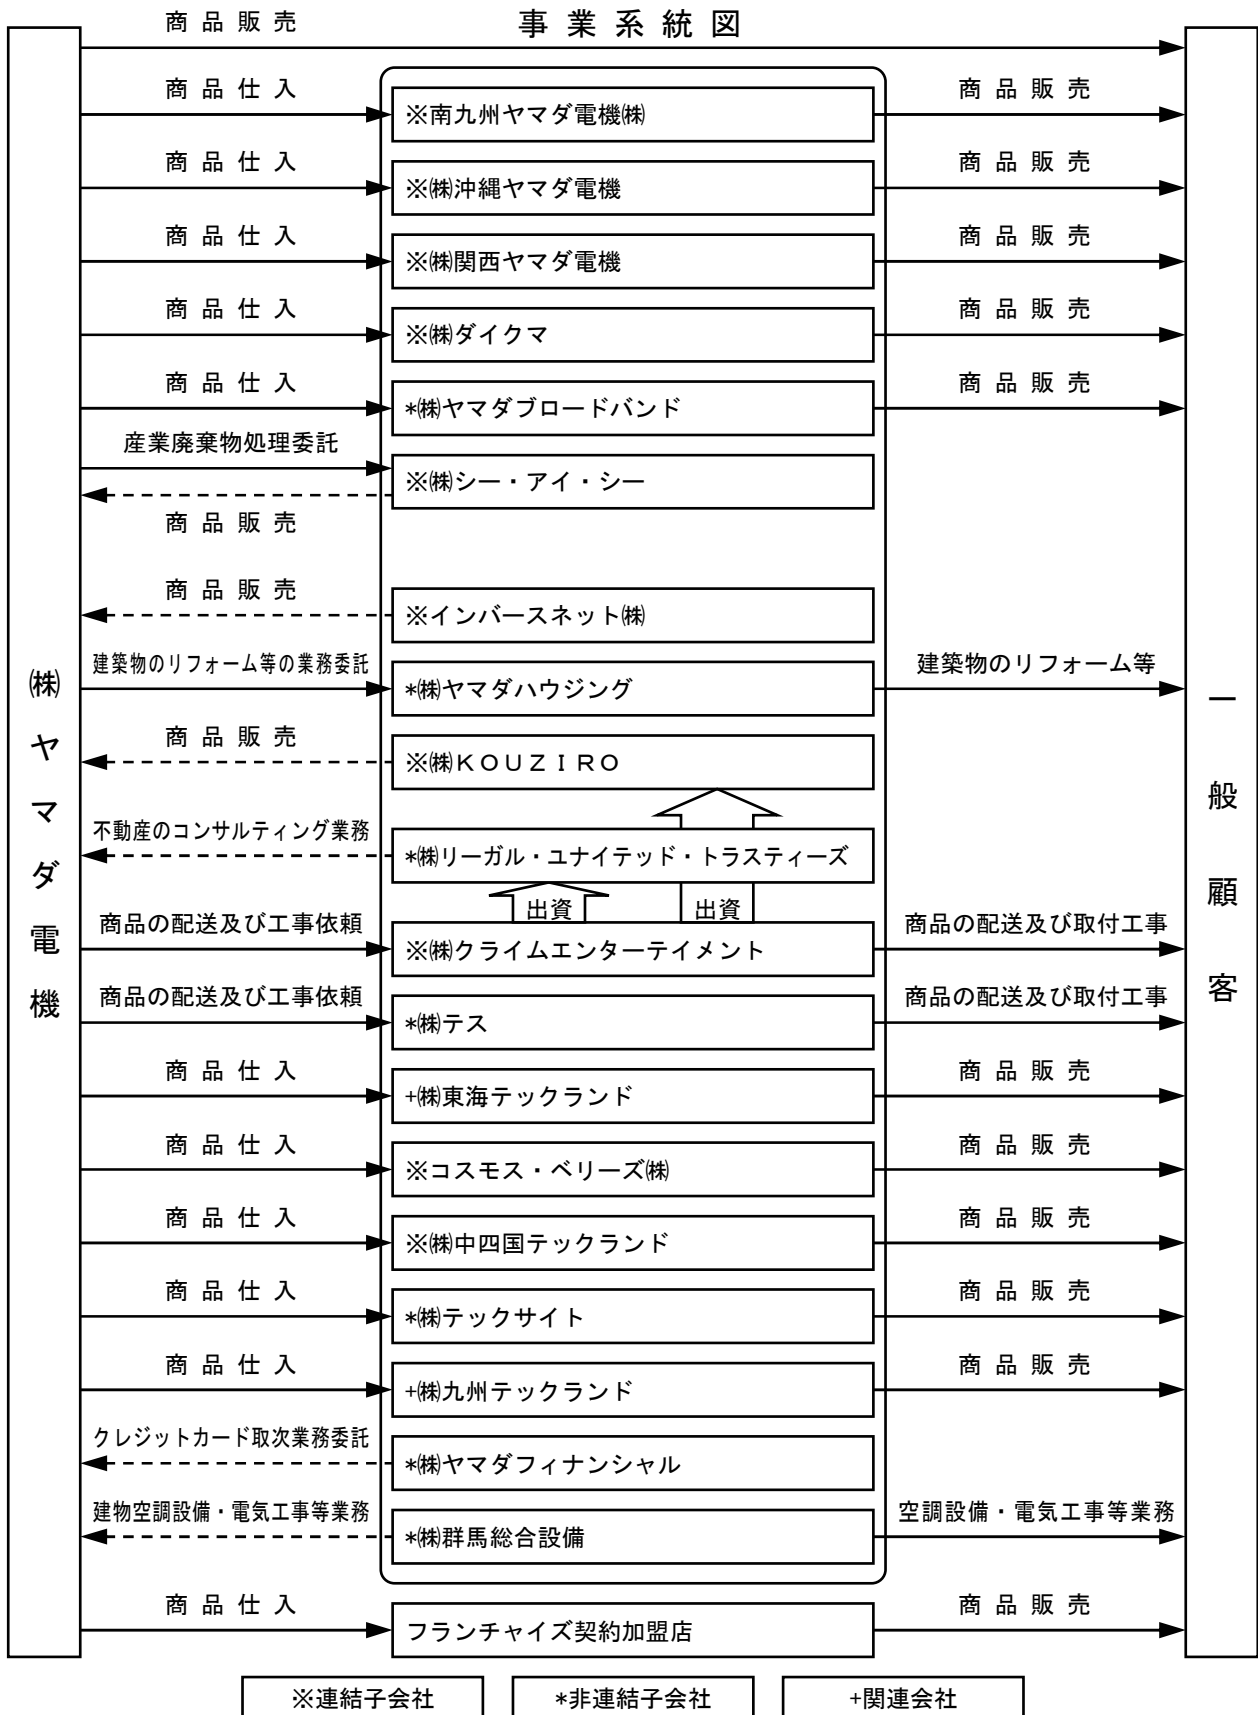 事業系統図
商品販売
㈱ヤマダ電機
一般顧客
商品仕入
※南九州ヤマダ電機㈱
商品販売
商品仕入
※㈱沖縄ヤマダ電機
商品販売
商品仕入
※㈱関西ヤマダ電機
商品販売
商品仕入
※㈱ダイクマ
商品販売
商品仕入
*㈱ヤマダブロードバンド
商品販売
産業廃棄物処理委託
※㈱シー・アイ・シー
商品販売
商品販売
※インバースネット㈱
建築物のリフォーム等の業務委託
*㈱ヤマダハウジング
建築物のリフォーム等
商品販売
※㈱ＫＯＵＺＩＲＯ
不動産のコンサルティング業務
*㈱リーガル・ユナイテッド・トラスティーズ
出資
出資
商品の配送及び工事依頼
※㈱クライムエンターテイメント
商品の配送及び取付工事
商品の配送及び工事依頼
*㈱テス
商品の配送及び取付工事
商品仕入
+㈱東海テックランド
商品販売
商品仕入
※コスモス・ベリーズ㈱
商品販売
商品仕入
※㈱中四国テックランド
商品販売
商品仕入
*㈱テックサイト
商品販売
商品仕入
+㈱九州テックランド
商品販売
クレジットカード取次業務委託
*㈱ヤマダフィナンシャル
建物空調設備・電気工事等業務
*㈱群馬総合設備
空調設備・電気工事等業務
商品仕入
フランチャイズ契約加盟店
商品販売
※連結子会社
*非連結子会社
+関連会社